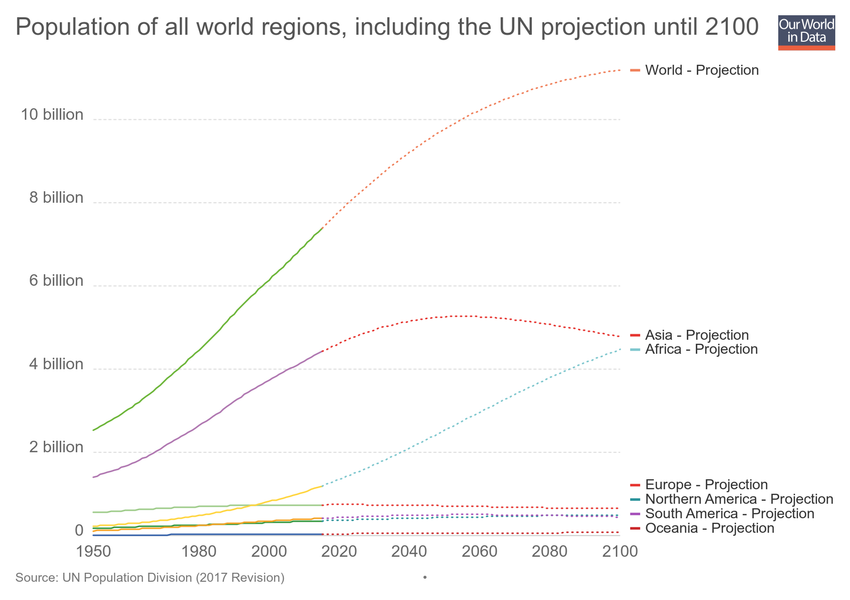 Population of all world regions, including the UN projection until 2100
Our World
in Data
World - Projection
10 billion
8 billion
6 billion
Asia - Projection
Africa - Projection
4 billion
2 billion
Europe - Projection
Northern America - Projection
South America - Projection
Oceania - Projection
0
1950 1980 2000 2020 2040 2060 2080 2100
Source: UN Population Division (2017 Revision) •